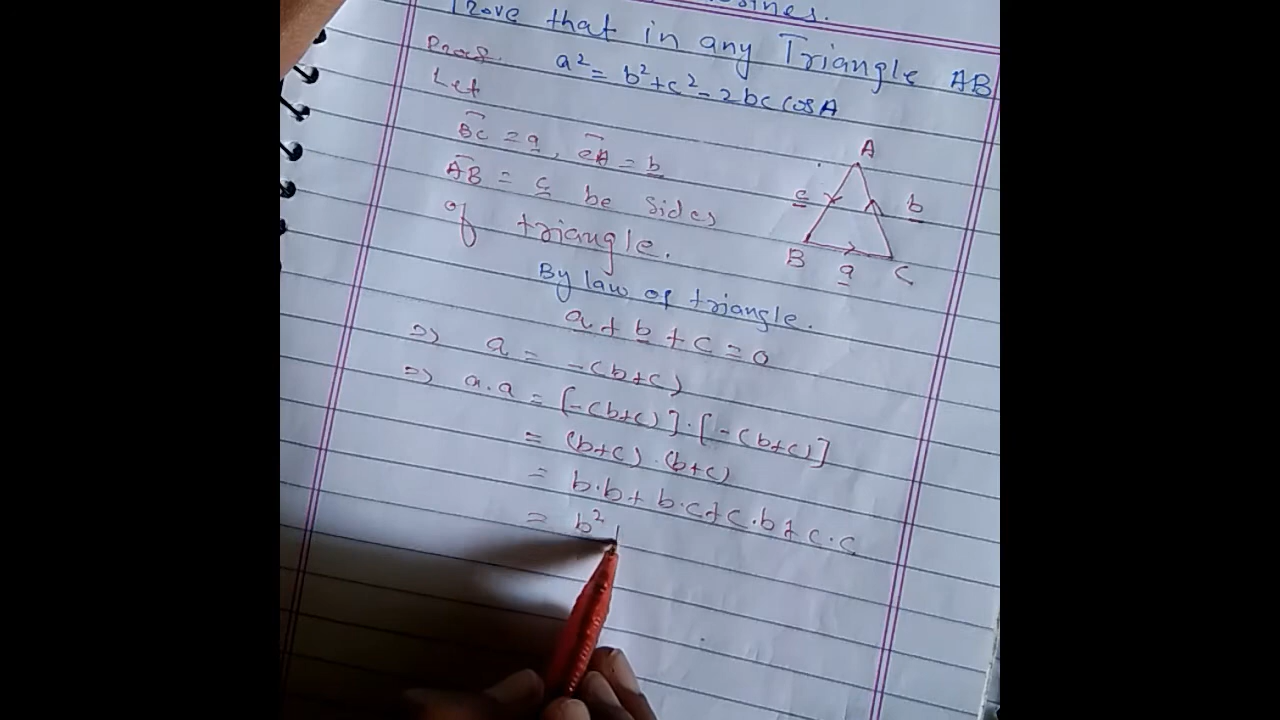 Prove that in any Triangle AB
Proof.
a² = b² + c² - 2bc cosA
Let
BC = a, CA = b
AB = c be sides
of triangle.
A
c
b
B
a
C
By law of triangle.
a + b + c = 0
⇒ a = -(b+c)
⇒ a.a = [-(b+c)].[-(b+c)]
= (b+c).(b+c)
= b.b + b.c + c.b + c.c
= b²